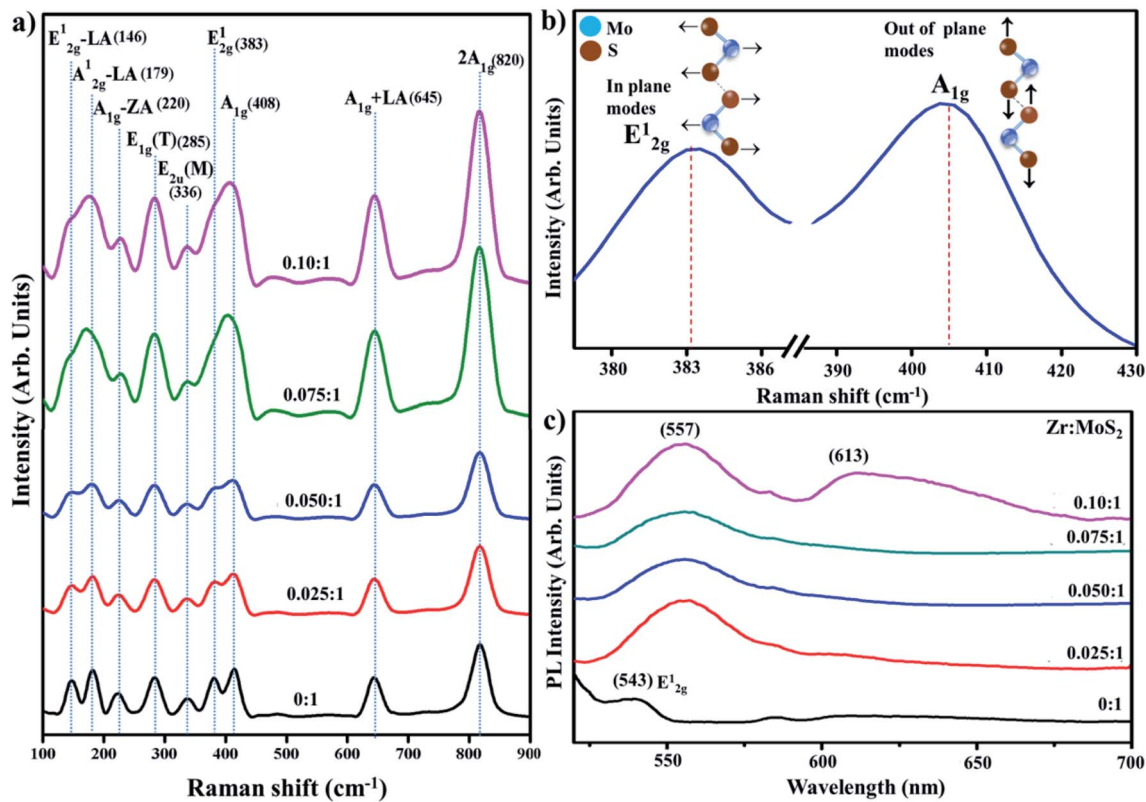 a)
E¹₂g-LA (146)
A¹₂g-LA (179)
A₁g-ZA (220)
E₁g(T) (285)
E₂u(M)
(336)
E¹₂g (383)
A₁g (408)
A₁g+LA (645)
2A₁g (820)
0.10:1
0.075:1
0.050:1
0.025:1
0:1
Intensity (Arb. Units)
100 200 300 400 500 600 700 800 900
Raman shift (cm⁻¹)
b)
Mo
S
In plane
modes
E¹₂g
Out of plane
modes
A₁g
Intensity (Arb. Units)
380 383 386 400 410 420 430
Raman shift (cm⁻¹)
c)
Zr:MoS₂
(557)
(613)
0.10:1
0.075:1
0.050:1
0.025:1
(543) E¹₂g
0:1
PL Intensity (Arb. Units)
550 600 650 700
Wavelength (nm)